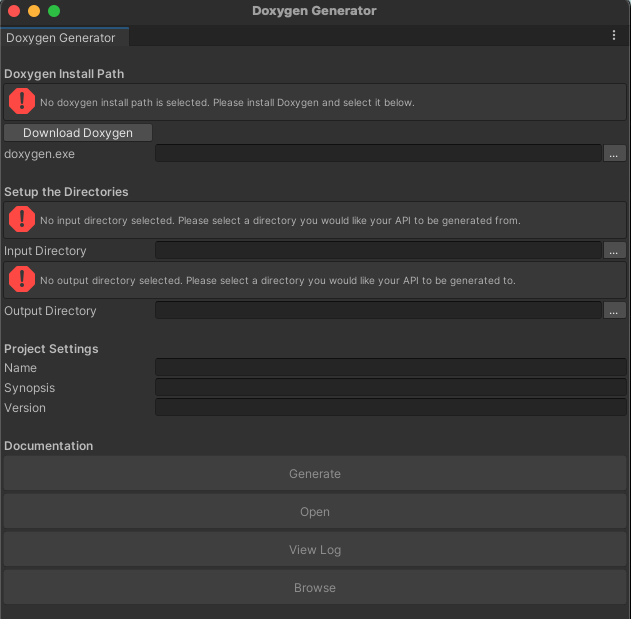 Doxygen Generator
Doxygen Generator
Doxygen Install Path
No doxygen install path is selected. Please install Doxygen and select it below.
Download Doxygen
doxygen.exe ...
Setup the Directories
No input directory selected. Please select a directory you would like your API to be generated from.
Input Directory ...
No output directory selected. Please select a directory you would like your API to be generated to.
Output Directory ...
Project Settings
Name
Synopsis
Version
Documentation
Generate
Open
View Log
Browse